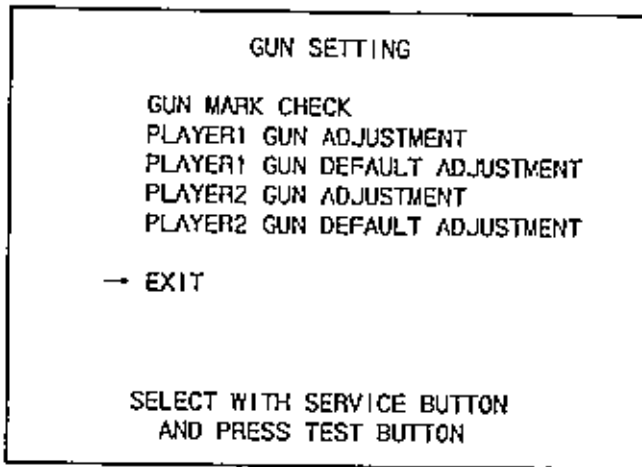 GUN SETTING
GUN MARK CHECK
PLAYER1 GUN ADJUSTMENT
PLAYER1 GUN DEFAULT ADJUSTMENT
PLAYER2 GUN ADJUSTMENT
PLAYER2 GUN DEFAULT ADJUSTMENT
→ EXIT
SELECT WITH SERVICE BUTTON
AND PRESS TEST BUTTON